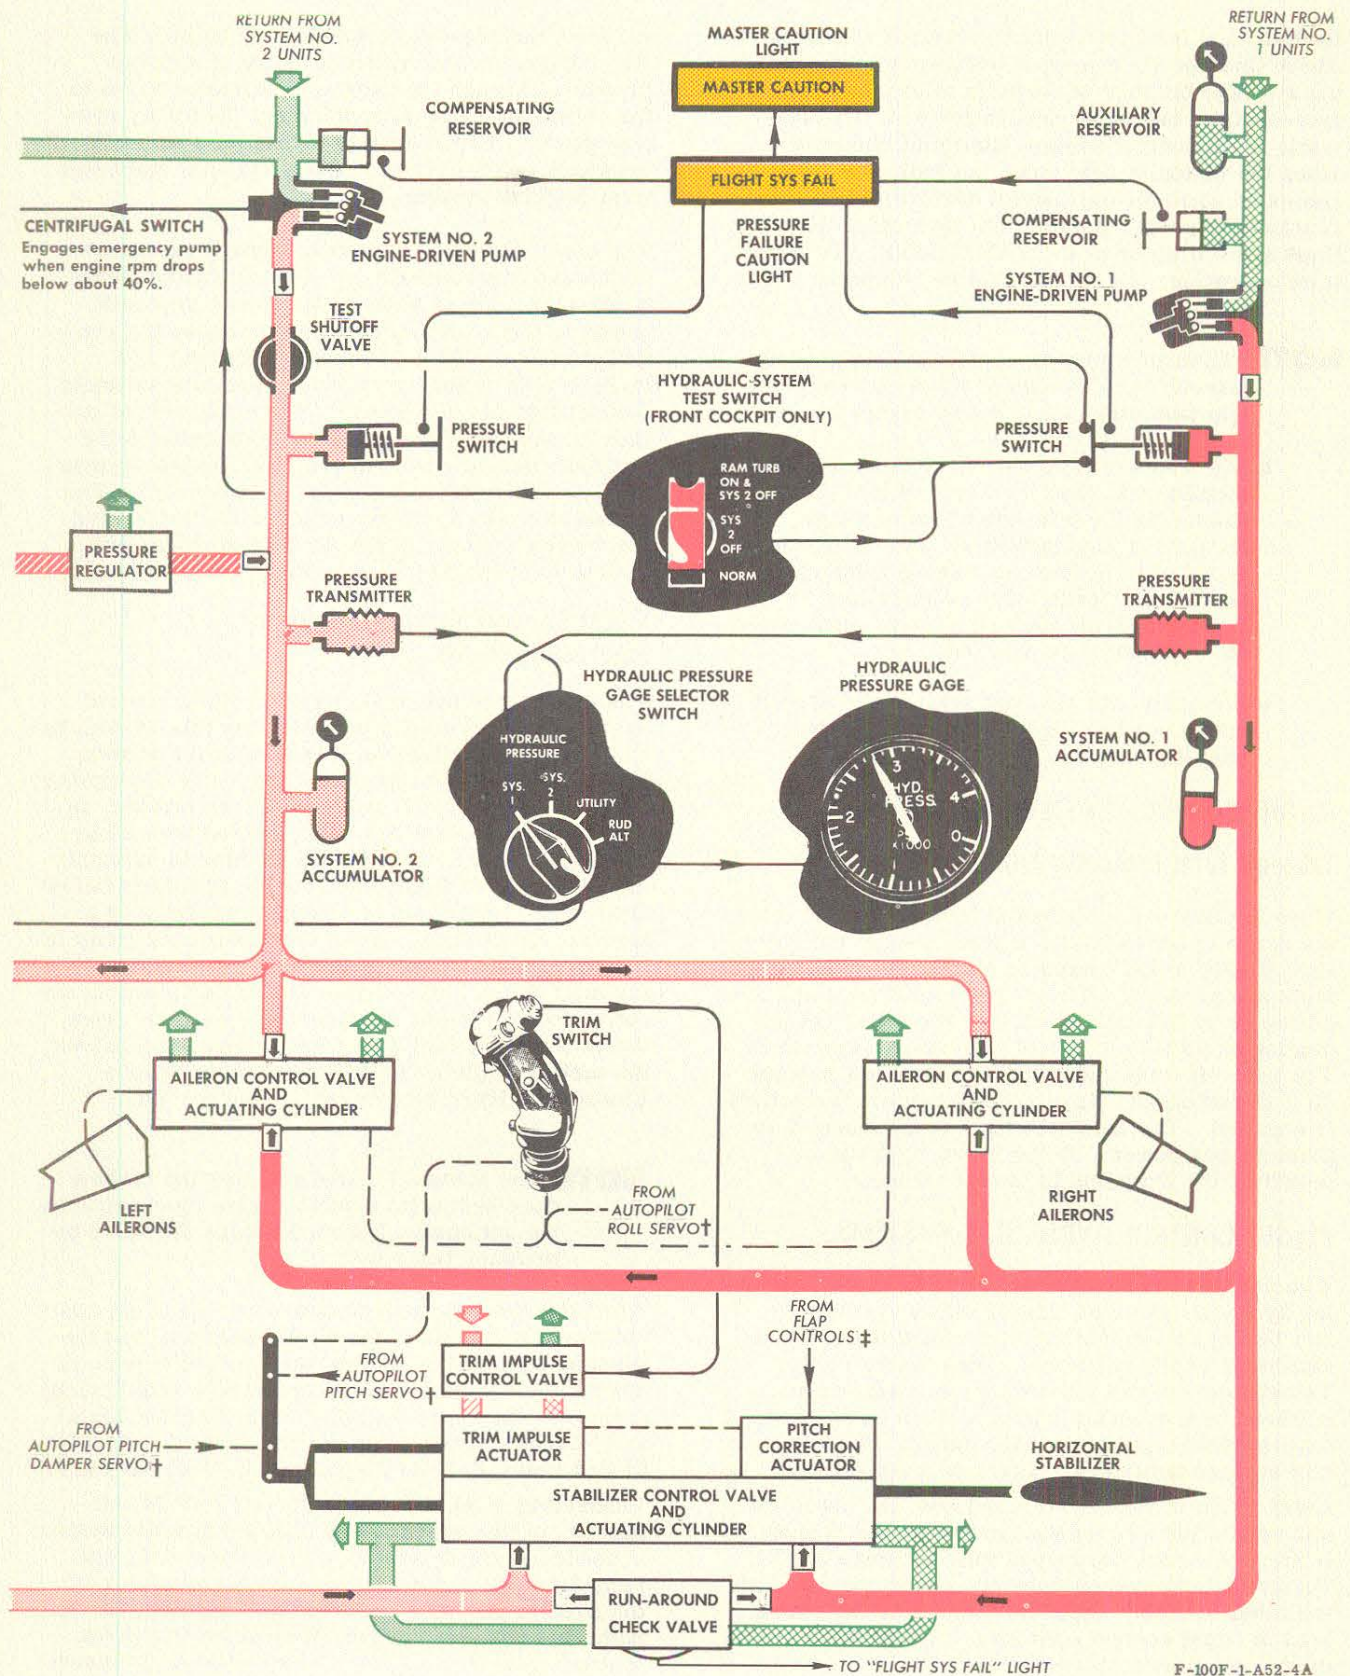 RETURN FROM
SYSTEM NO.
2 UNITS
MASTER CAUTION
LIGHT
MASTER CAUTION
RETURN FROM
SYSTEM NO.
1 UNITS
COMPENSATING
RESERVOIR
AUXILIARY
RESERVOIR
FLIGHT SYS FAIL
CENTRIFUGAL SWITCH
Engages emergency pump
when engine rpm drops
below about 40%.
SYSTEM NO. 2
ENGINE-DRIVEN PUMP
PRESSURE
FAILURE
CAUTION
LIGHT
COMPENSATING
RESERVOIR
SYSTEM NO. 1
ENGINE-DRIVEN PUMP
TEST
SHUTOFF
VALVE
HYDRAULIC-SYSTEM
TEST SWITCH
(FRONT COCKPIT ONLY)
PRESSURE
SWITCH
PRESSURE
SWITCH
RAM TURB
ON &
SYS 2 OFF
SYS
2
OFF
NORM
PRESSURE
REGULATOR
PRESSURE
TRANSMITTER
PRESSURE
TRANSMITTER
HYDRAULIC PRESSURE
GAGE SELECTOR
SWITCH
HYDRAULIC
PRESSURE GAGE
HYDRAULIC
PRESSURE
SYS.
1
SYS.
2
UTILITY
RUD
ALT
3
HYD.
PRESS.
2
4
0
X1000
SYSTEM NO. 1
ACCUMULATOR
SYSTEM NO. 2
ACCUMULATOR
TRIM
SWITCH
AILERON CONTROL VALVE
AND
ACTUATING CYLINDER
AILERON CONTROL VALVE
AND
ACTUATING CYLINDER
LEFT
AILERONS
FROM
AUTOPILOT
ROLL SERVO†
RIGHT
AILERONS
FROM
FLAP
CONTROLS‡
TRIM IMPULSE
CONTROL VALVE
FROM
AUTOPILOT
PITCH SERVO†
FROM
AUTOPILOT PITCH
DAMPER SERVO†
TRIM IMPULSE
ACTUATOR
PITCH
CORRECTION
ACTUATOR
HORIZONTAL
STABILIZER
STABILIZER CONTROL VALVE
AND
ACTUATING CYLINDER
RUN-AROUND
CHECK VALVE
TO "FLIGHT SYS FAIL" LIGHT
F-100F-1-A52-4A